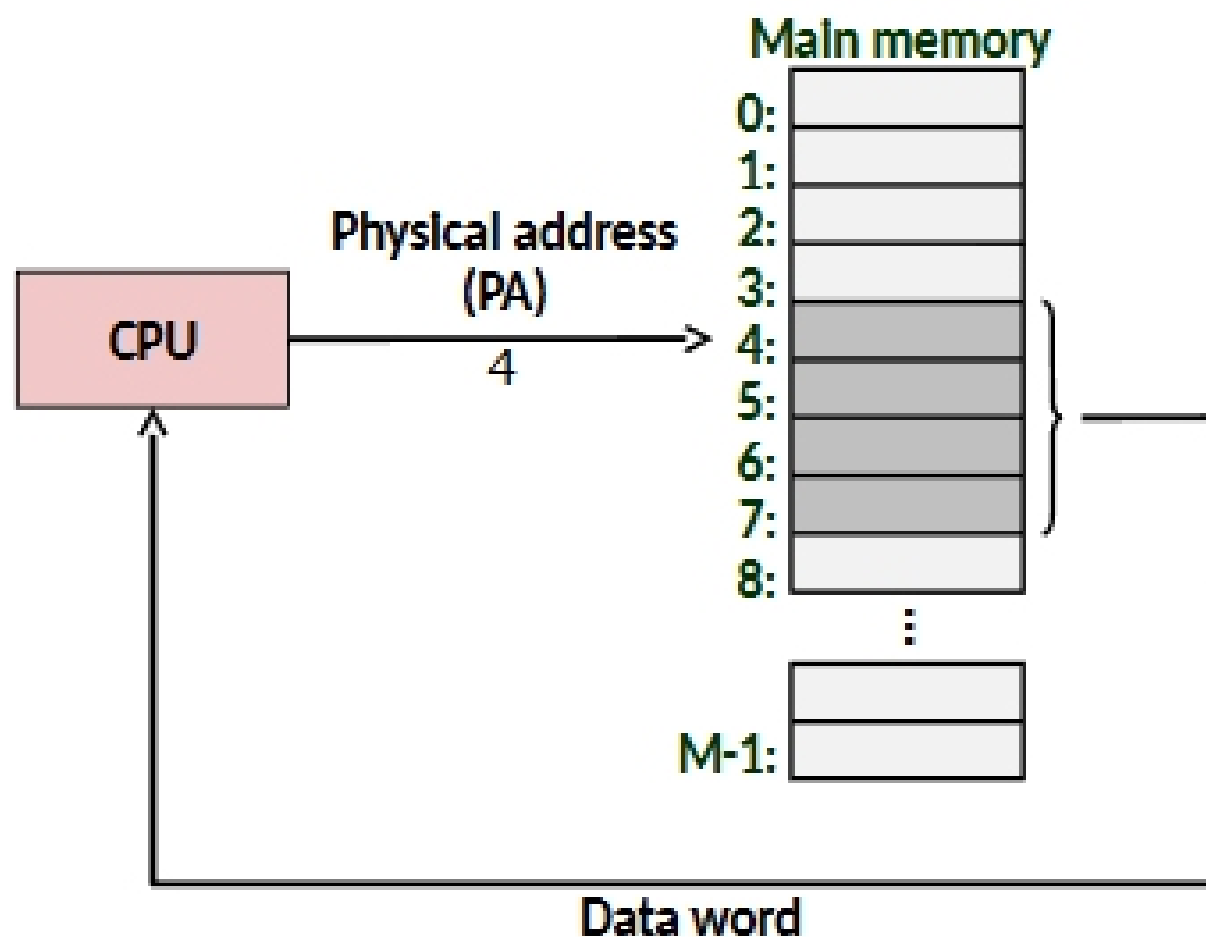 Main memory
0:
1:
Physical address
2:
(PA)
3:
CPU
4:
4
5:
6:
7:
8:
M-1:
Data word